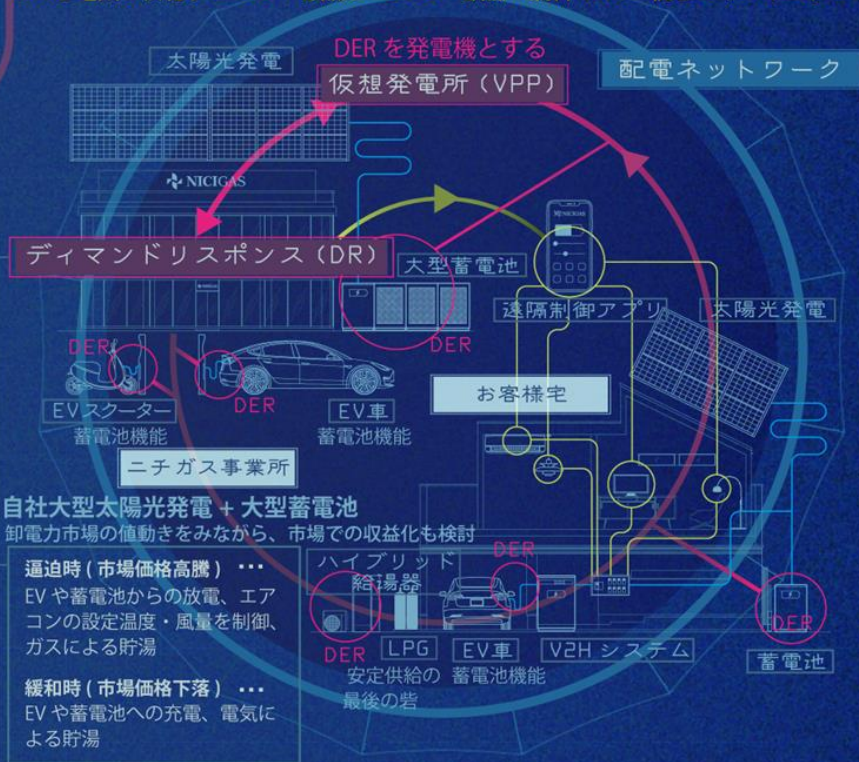 DERを発電機とする
太陽光発電
仮想発電所(VPP)
配電ネットワーク
NICIGAS
ディマンドリスポンス(DR)
大型蓄電池
遠隔制御アプリ
太陽光発電
DER
DER
DER
EVスクーター
蓄電池機能
EV車
蓄電池機能
お客様宅
ニチガス事業所
自社大型太陽光発電+大型蓄電池
卸電力市場の値動きをみながら、市場での収益化も検討
逼迫時(市場価格高騰) …
EVや蓄電池からの放電、エア
コンの設定温度・風量を制御、
ガスによる貯湯
緩和時(市場価格下落) …
EVや蓄電池への充電、電気に
よる貯湯
ハイブリッド
給湯器
DER
DER
DER
LPG
安定供給の
最後の砦
EV車
蓄電池機能
V2Hシステム
蓄電池